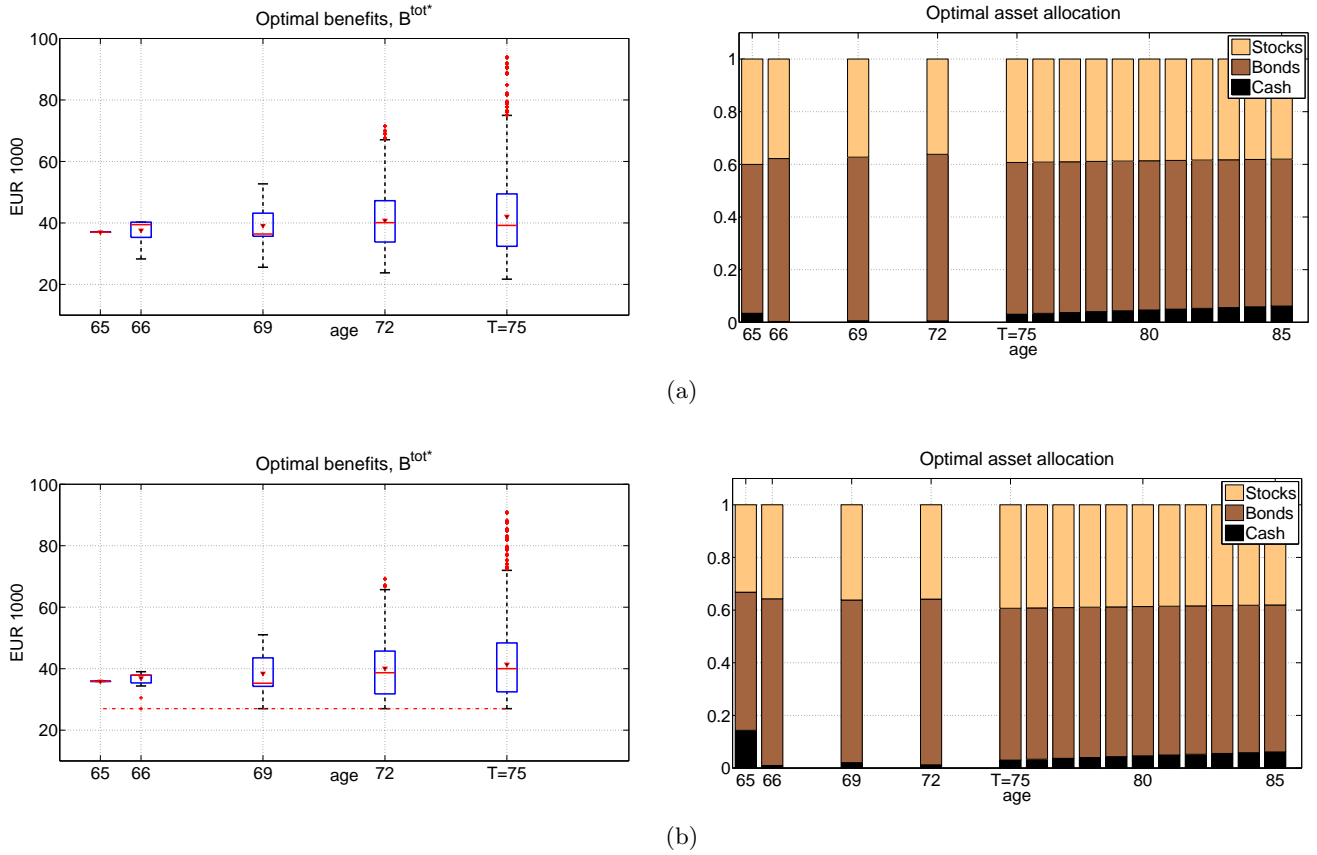 Optimal benefits, B^tot*
EUR 1000
100
80
60
40
20
65 66 69 age 72 T=75
Optimal asset allocation
Stocks
Bonds
Cash
1
0.8
0.6
0.4
0.2
0
65 66 69 72 T=75 80 85
age
(a)
Optimal benefits, B^tot*
EUR 1000
100
80
60
40
20
65 66 69 age 72 T=75
Optimal asset allocation
Stocks
Bonds
Cash
1
0.8
0.6
0.4
0.2
0
65 66 69 72 T=75 80 85
age
(b)